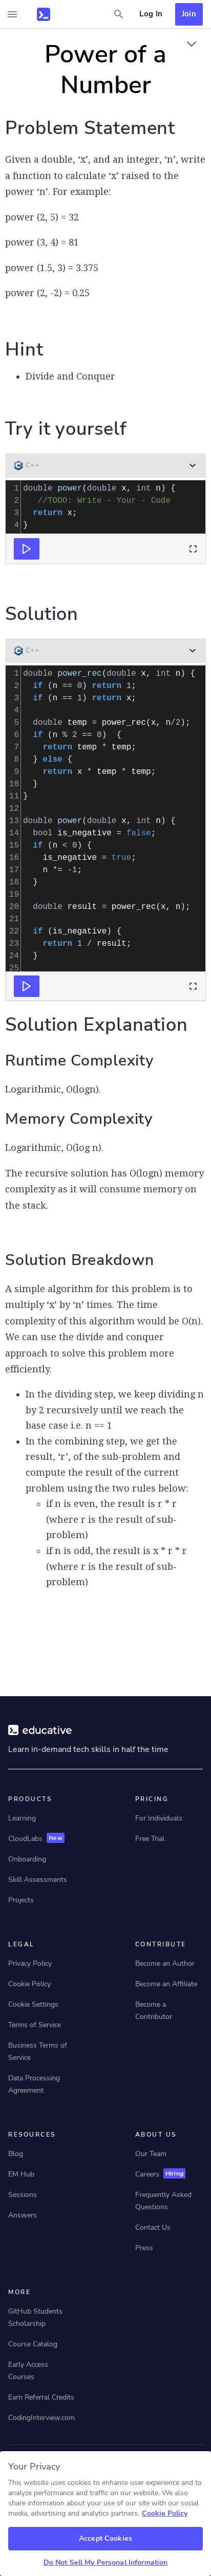 Log In
Join
Power of a
Number
Problem Statement
Given a double, ‘x’, and an integer, ‘n’, write
a function to calculate ‘x’ raised to the
power ‘n’. For example:
power (2, 5) = 32
power (3, 4) = 81
power (1.5, 3) = 3.375
power (2, -2) = 0.25
Hint
• Divide and Conquer
Try it yourself
C++
1 double power(double x, int n) {
2 //TODO: Write - Your - Code
3 return x;
4 }
Solution
C++
1 double power_rec(double x, int n) {
2 if (n == 0) return 1;
3 if (n == 1) return x;
4
5 double temp = power_rec(x, n/2);
6 if (n % 2 == 0) {
7 return temp * temp;
8 } else {
9 return x * temp * temp;
10 }
11 }
12
13 double power(double x, int n) {
14 bool is_negative = false;
15 if (n < 0) {
16 is_negative = true;
17 n *= -1;
18 }
19
20 double result = power_rec(x, n);
21
22 if (is_negative) {
23 return 1 / result;
24 }
25
Solution Explanation
Runtime Complexity
Logarithmic, O(logn).
Memory Complexity
Logarithmic, O(log n).
The recursive solution has O(logn) memory
complexity as it will consume memory on
the stack.
Solution Breakdown
A simple algorithm for this problem is to
multiply ‘x’ by ‘n’ times. The time
complexity of this algorithm would be O(n).
We can use the divide and conquer
approach to solve this problem more
efficiently.
• In the dividing step, we keep dividing n
by 2 recursively until we reach the
base case i.e. n == 1
• In the combining step, we get the
result, ‘r’, of the sub-problem and
compute the result of the current
problem using the two rules below:
◦ if n is even, the result is r * r
(where r is the result of sub-
problem)
◦ if n is odd, the result is x * r * r
(where r is the result of sub-
problem)
educative
Learn in-demand tech skills in half the time
PRODUCTS
Learning
CloudLabs New
Onboarding
Skill Assessments
Projects
PRICING
For Individuals
Free Trial
LEGAL
Privacy Policy
Cookie Policy
Cookie Settings
Terms of Service
Business Terms of
Service
Data Processing
Agreement
CONTRIBUTE
Become an Author
Become an Affiliate
Become a
Contributor
RESOURCES
Blog
EM Hub
Sessions
Answers
ABOUT US
Our Team
Careers Hiring
Frequently Asked
Questions
Contact Us
Press
MORE
GitHub Students
Scholarship
Course Catalog
Early Access
Courses
Earn Referral Credits
CodingInterview.com
Your Privacy
This website uses cookies to enhance user experience and to
analyze performance and traffic on our website. We also share
information about your use of our site with our social
media, advertising and analytics partners. Cookie Policy
Accept Cookies
Do Not Sell My Personal Information